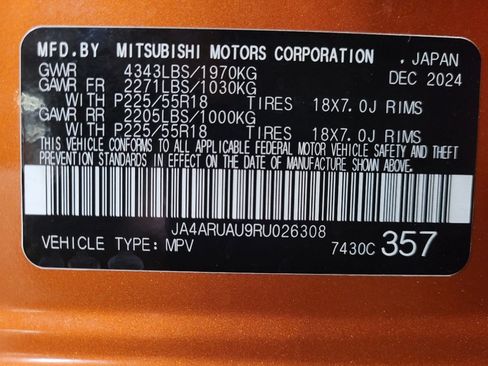 MFD.BY MITSUBISHI MOTORS CORPORATION , JAPAN
GWWR 4343LBS/1970KG DEC 2024
GAWR FR 2271LBS/1030KG
WITH P225/55R18 TIRES 18X7.0J RIMS
GAWR RR 2205LBS/1000KG
WITH P225/55R18 TIRES 18X7.0J RIMS
THIS VEHICLE CONFORMS TO ALL APPLICABLE FEDERAL MOTOR VEHICLE SAFETY AND THEFT
PREVENTION STANDARDS IN EFFECT ON THE DATE OF MANUFACTURE SHOWN ABOVE.
JA4ARUAU9RU026308
VEHICLE TYPE: MPV 7430C 357